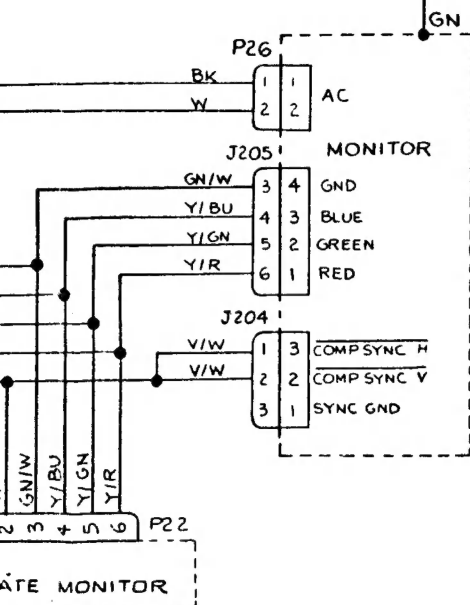 GN
P26
BK 1 1
W 2 2
AC
J205 MONITOR
GN/W 3 4 GND
Y/BU 4 3 BLUE
Y/GN 5 2 GREEN
Y/R 6 1 RED
J204
V/W 1 3 COMP SYNC H
V/W 2 2 COMP SYNC V
3 1 SYNC GND
GN/W Y/BU Y/GN Y/R
2 3 4 5 6 P22
ATE MONITOR